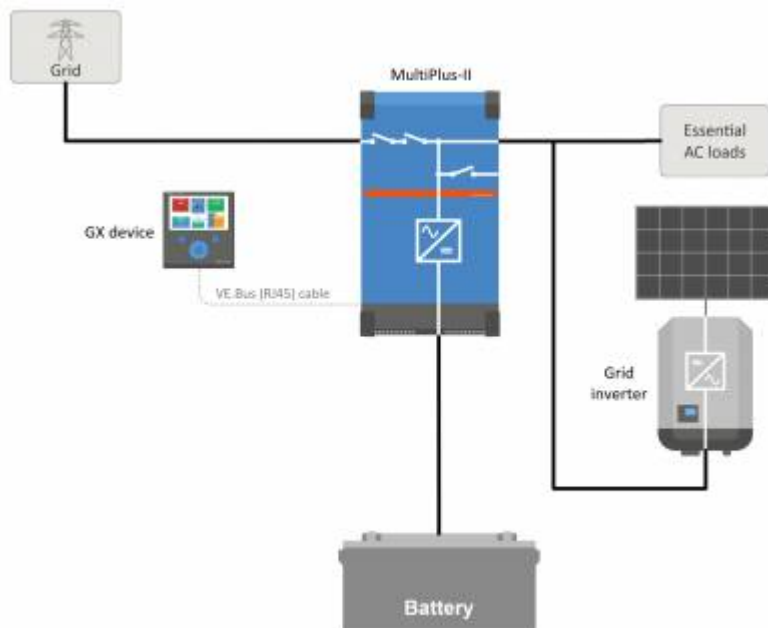 Grid
MultiPlus-II
Essential
AC loads
GX device
VE.Bus (RJ45) cable
Grid
inverter
Battery